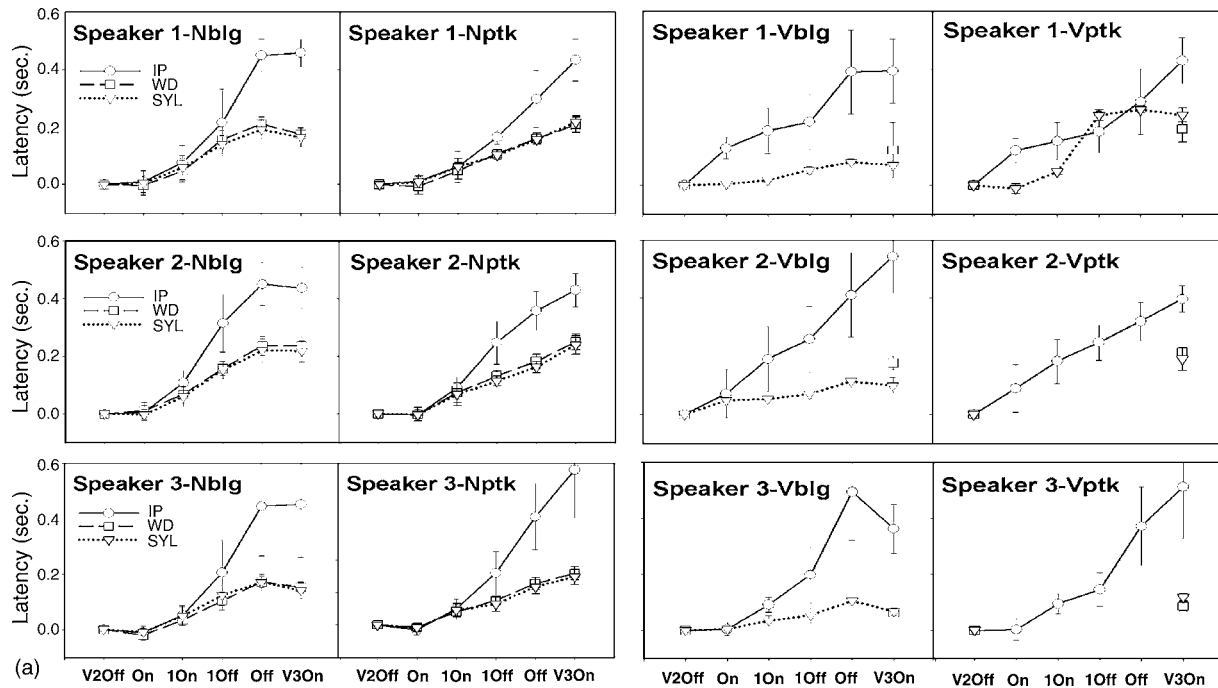 Speaker 1-Nblg
Speaker 1-Nptk
Speaker 1-Vblg
Speaker 1-Vptk
IP
WD
SYL
Latency (sec.)
0.6
0.4
0.2
0.0
Speaker 2-Nblg
Speaker 2-Nptk
Speaker 2-Vblg
Speaker 2-Vptk
IP
WD
SYL
Latency (sec.)
0.6
0.4
0.2
0.0
Speaker 3-Nblg
Speaker 3-Nptk
Speaker 3-Vblg
Speaker 3-Vptk
IP
WD
SYL
Latency (sec.)
0.6
0.4
0.2
0.0
(a)
V2Off On 1On 1Off Off V3On
V2Off On 1On 1Off Off V3On
V2Off On 1On 1Off Off V3On
V2Off On 1On 1Off Off V3On